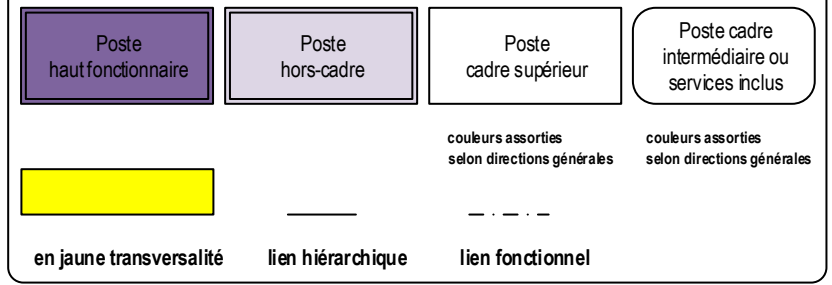 Poste
haut fonctionnaire
Poste
hors-cadre
Poste
cadre supérieur
Poste cadre
intermédiaire ou
services inclus
couleurs assorties
selon directions générales
couleurs assorties
selon directions générales
en jaune transversalité
lien hiérarchique
lien fonctionnel